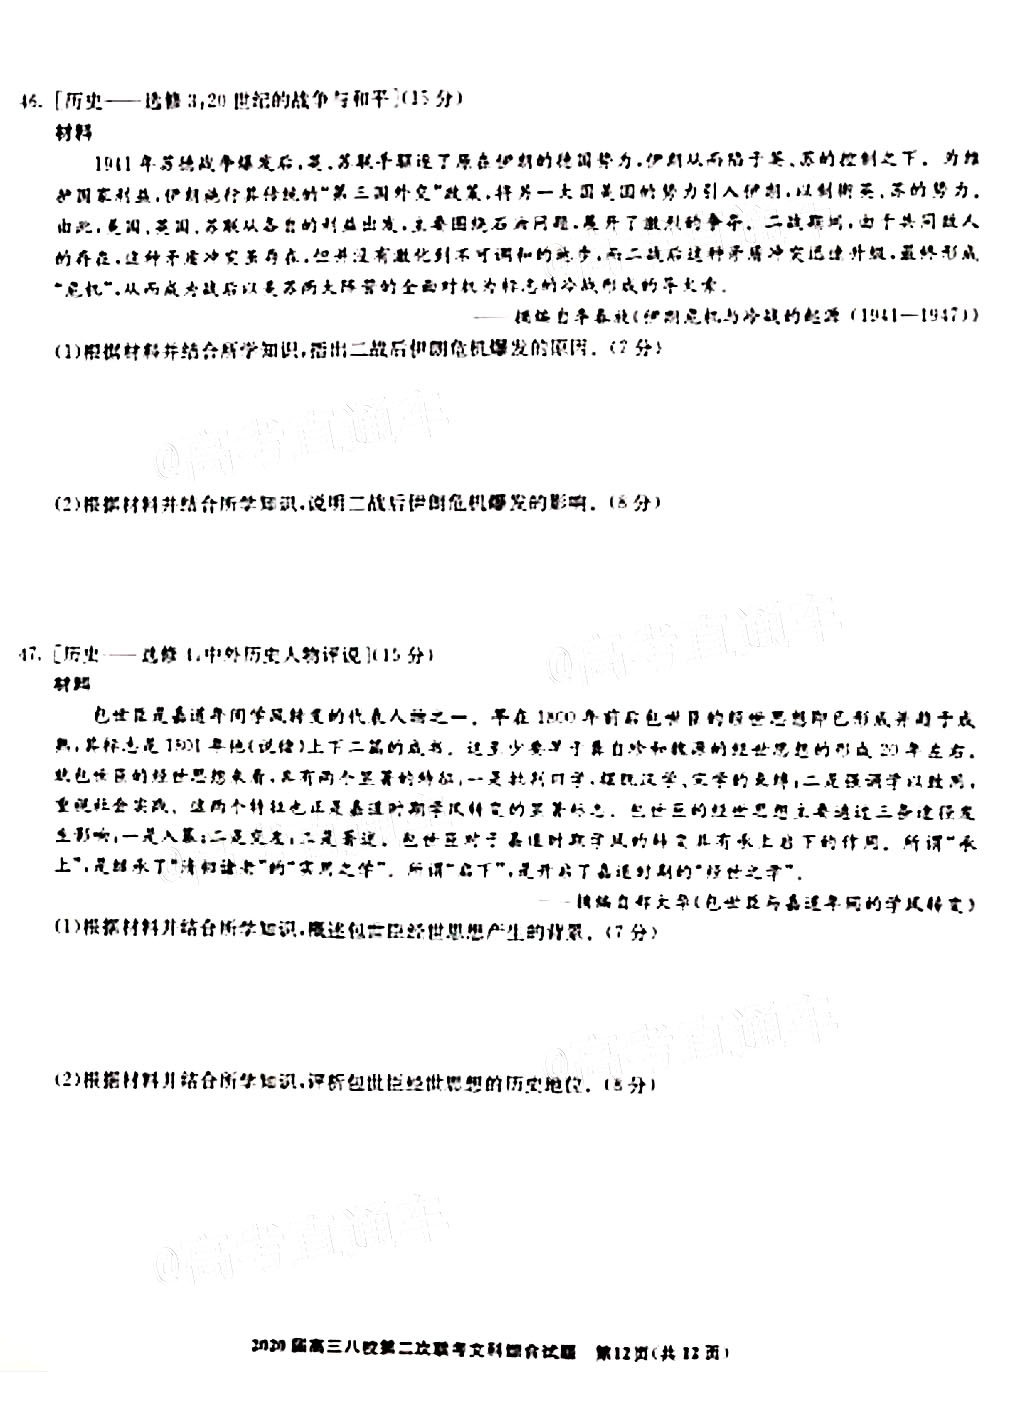 46. [历史——选修3:20世纪的战争与和平](15分)
材料
1941年苏德战争爆发后,英、苏联手驱逐了原在伊朗的德国势力,伊朗从而陷于英、苏的控制之下。为维
护国家利益,伊朗施行其传统的“第三国外交”政策,将另一大国美国的势力引入伊朗,以制衡英、苏的势力。
由此,美国、英国、苏联从各自的利益出发,主要围绕石油问题,展开了激烈的争夺。二战期间,由于共同敌人
的存在,这种矛盾冲突虽存在,但并没有激化到不可调和的地步,而二战后这种矛盾冲突迅速升级,最终形成
“危机”,从而成为战后以美苏两大阵营的全面对抗为标志的冷战形成的导火索。
——摘编自李春放《伊朗危机与冷战的起源(1941—1947)》
(1)根据材料并结合所学知识,指出二战后伊朗危机爆发的原因。(7分)
@高考直通车
(2)根据材料并结合所学知识,说明二战后伊朗危机爆发的影响。(8分)
@高考直通车
47. [历史——选修4:中外历史人物评说](15分)
材料
包世臣是嘉道年间学风转变的代表人物之一。早在1800年前后包世臣的经世思想即已形成并趋于成
熟,其标志是1801年他《说储》上下二篇的成书。这至少要早于龚自珍和魏源的经世思想的形成20年左右。
就包世臣的经世思想来看,具有两个显著的特征,一是批判旧学,摆脱汉学、宋学的束缚;二是强调学以致用,
重视社会实践。这两个特征也正是嘉道时期学风转变的显著标志。包世臣的经世思想主要通过三条途径发
生影响,一是入幕;二是交友;三是著述。包世臣对于嘉道时期学风的转变具有承上启下的作用。所谓“承
上”,是继承了“清初诸老”的“实用之学”。所谓“启下”,是开启了嘉道时期的“经世之学”。
——摘编自郑大华《包世臣与嘉道年间的学风转变》
(1)根据材料并结合所学知识,概述包世臣经世思想产生的背景。(7分)
@高考直通车
(2)根据材料并结合所学知识,评析包世臣经世思想的历史地位。(8分)
@高考直通车
2020届高三八校第二次联考文科综合试题 第12页(共12页)